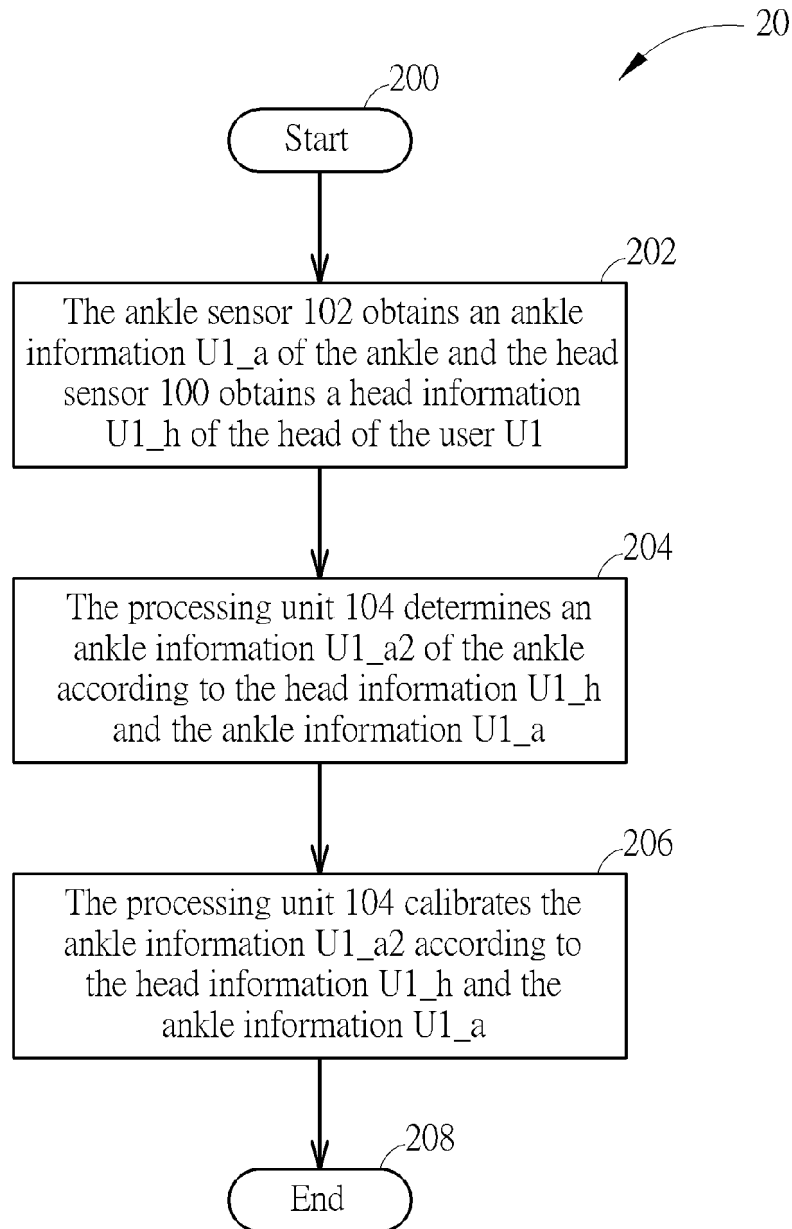 20
200
Start
202
The ankle sensor 102 obtains an ankle
information U1_a of the ankle and the head
sensor 100 obtains a head information
U1_h of the head of the user U1
204
The processing unit 104 determines an
ankle information U1_a2 of the ankle
according to the head information U1_h
and the ankle information U1_a
206
The processing unit 104 calibrates the
ankle information U1_a2 according to
the head information U1_h and the
ankle information U1_a
208
End